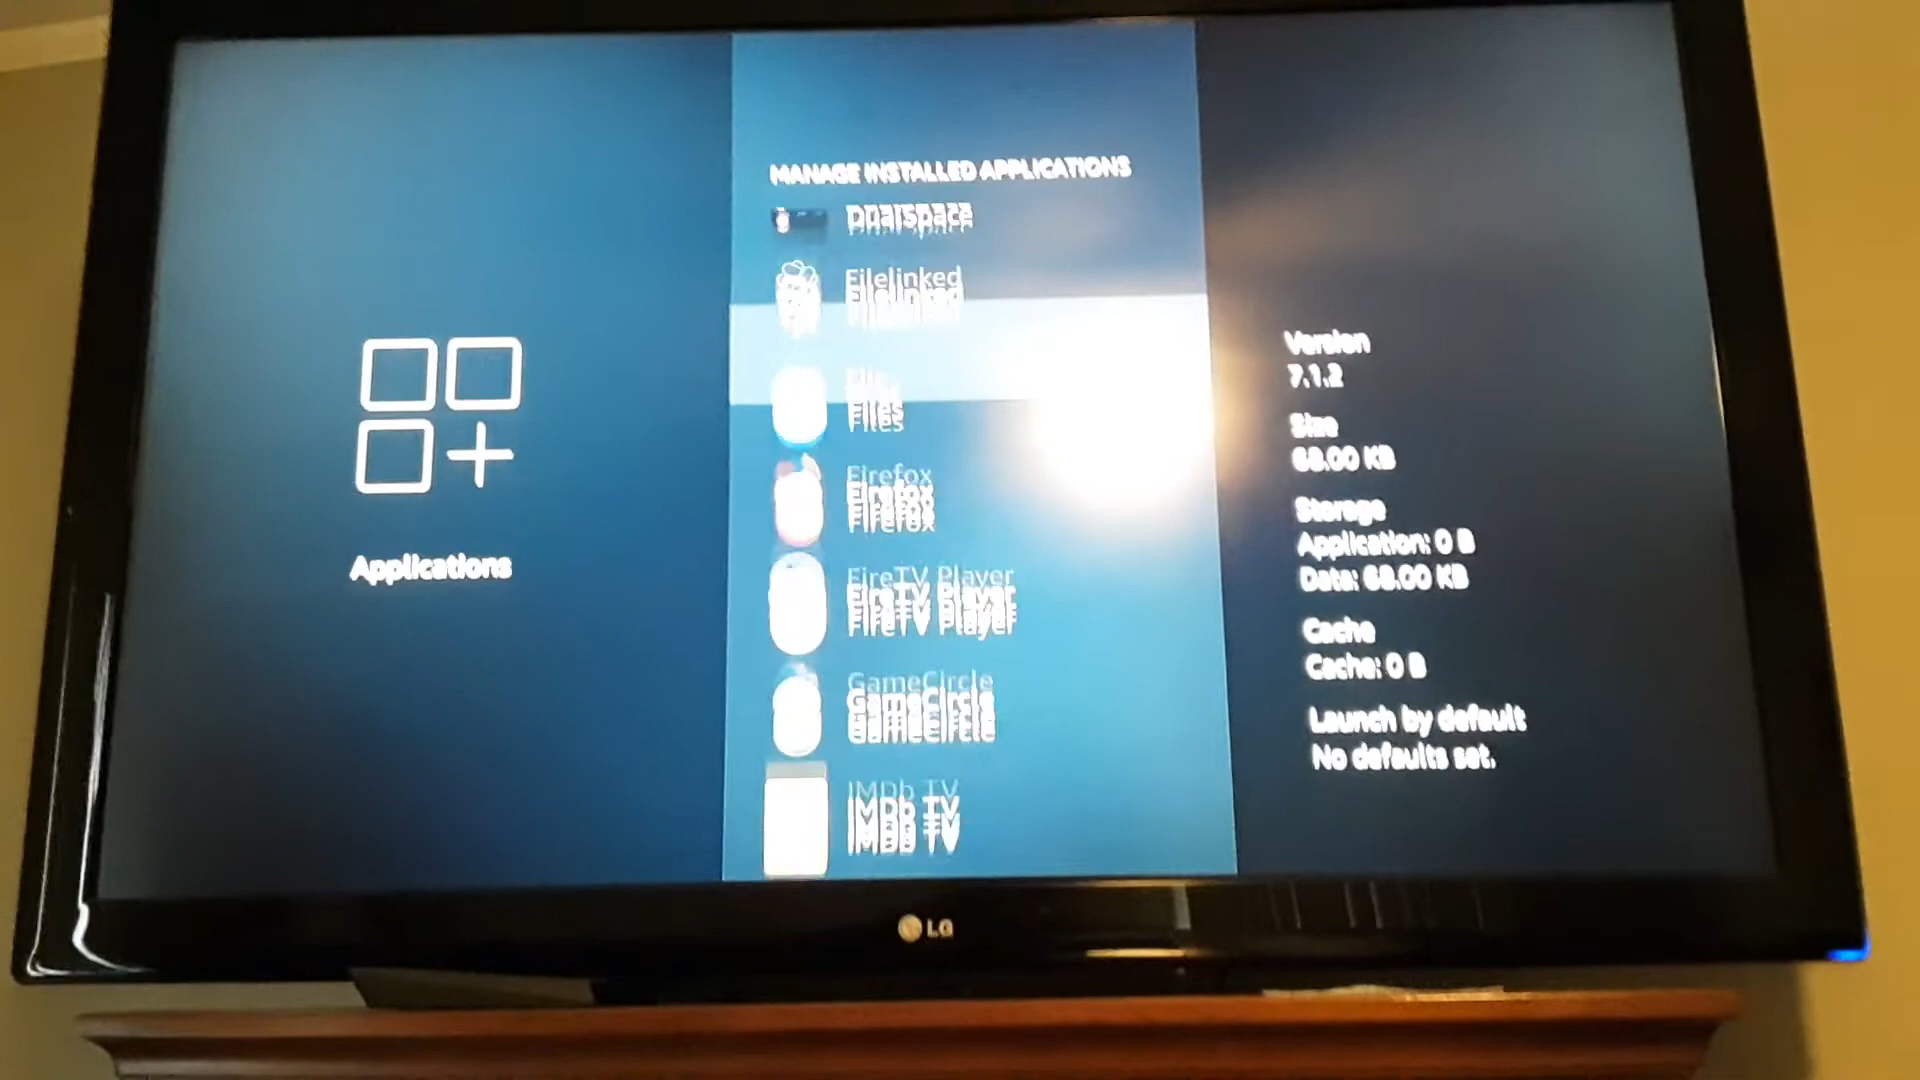 MANAGE INSTALLED APPLICATIONS
DualSpace
Filelinked
Files
Firefox
FireTV Player
GameCircle
IMDb TV
Applications
Version
7.1.2
Size
68.00 KB
Storage
Application: 0 B
Data: 68.00 KB
Cache
Cache: 0 B
Launch by default
No defaults set.
LG